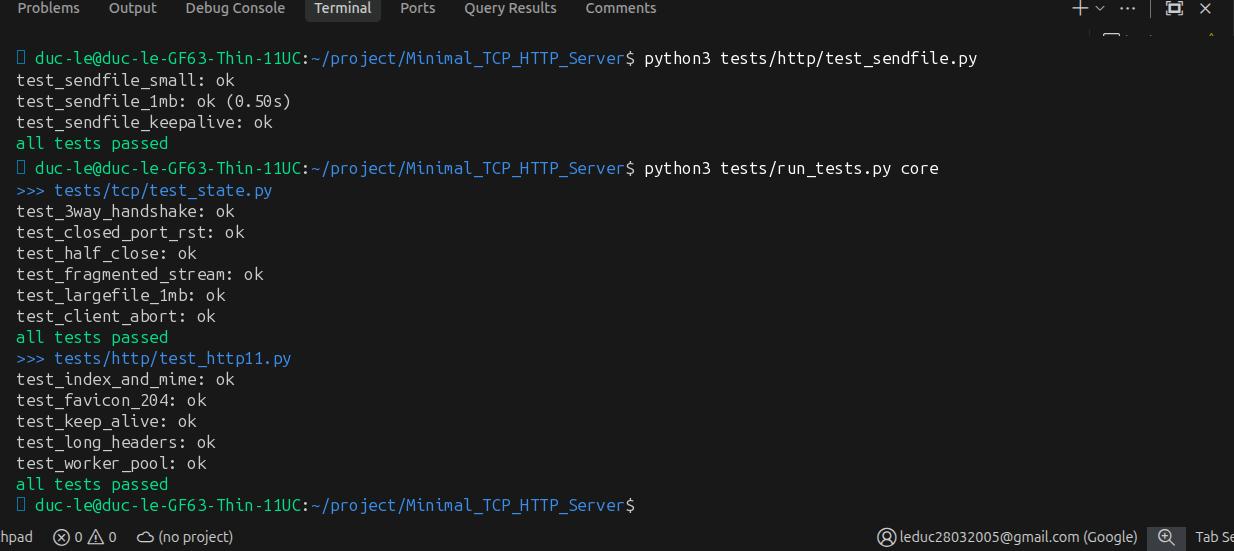 Problems Output Debug Console Terminal Ports Query Results Comments
duc-le@duc-le-GF63-Thin-11UC:~/project/Minimal_TCP_HTTP_Server$ python3 tests/http/test_sendfile.py
test_sendfile_small: ok
test_sendfile_1mb: ok (0.50s)
test_sendfile_keepalive: ok
all tests passed
duc-le@duc-le-GF63-Thin-11UC:~/project/Minimal_TCP_HTTP_Server$ python3 tests/run_tests.py core
>>> tests/tcp/test_state.py
test_3way_handshake: ok
test_closed_port_rst: ok
test_half_close: ok
test_fragmented_stream: ok
test_largefile_1mb: ok
test_client_abort: ok
all tests passed
>>> tests/http/test_http11.py
test_index_and_mime: ok
test_favicon_204: ok
test_keep_alive: ok
test_long_headers: ok
test_worker_pool: ok
all tests passed
duc-le@duc-le-GF63-Thin-11UC:~/project/Minimal_TCP_HTTP_Server$
hpad 0 0 (no project) leduc28032005@gmail.com (Google) Tab Se